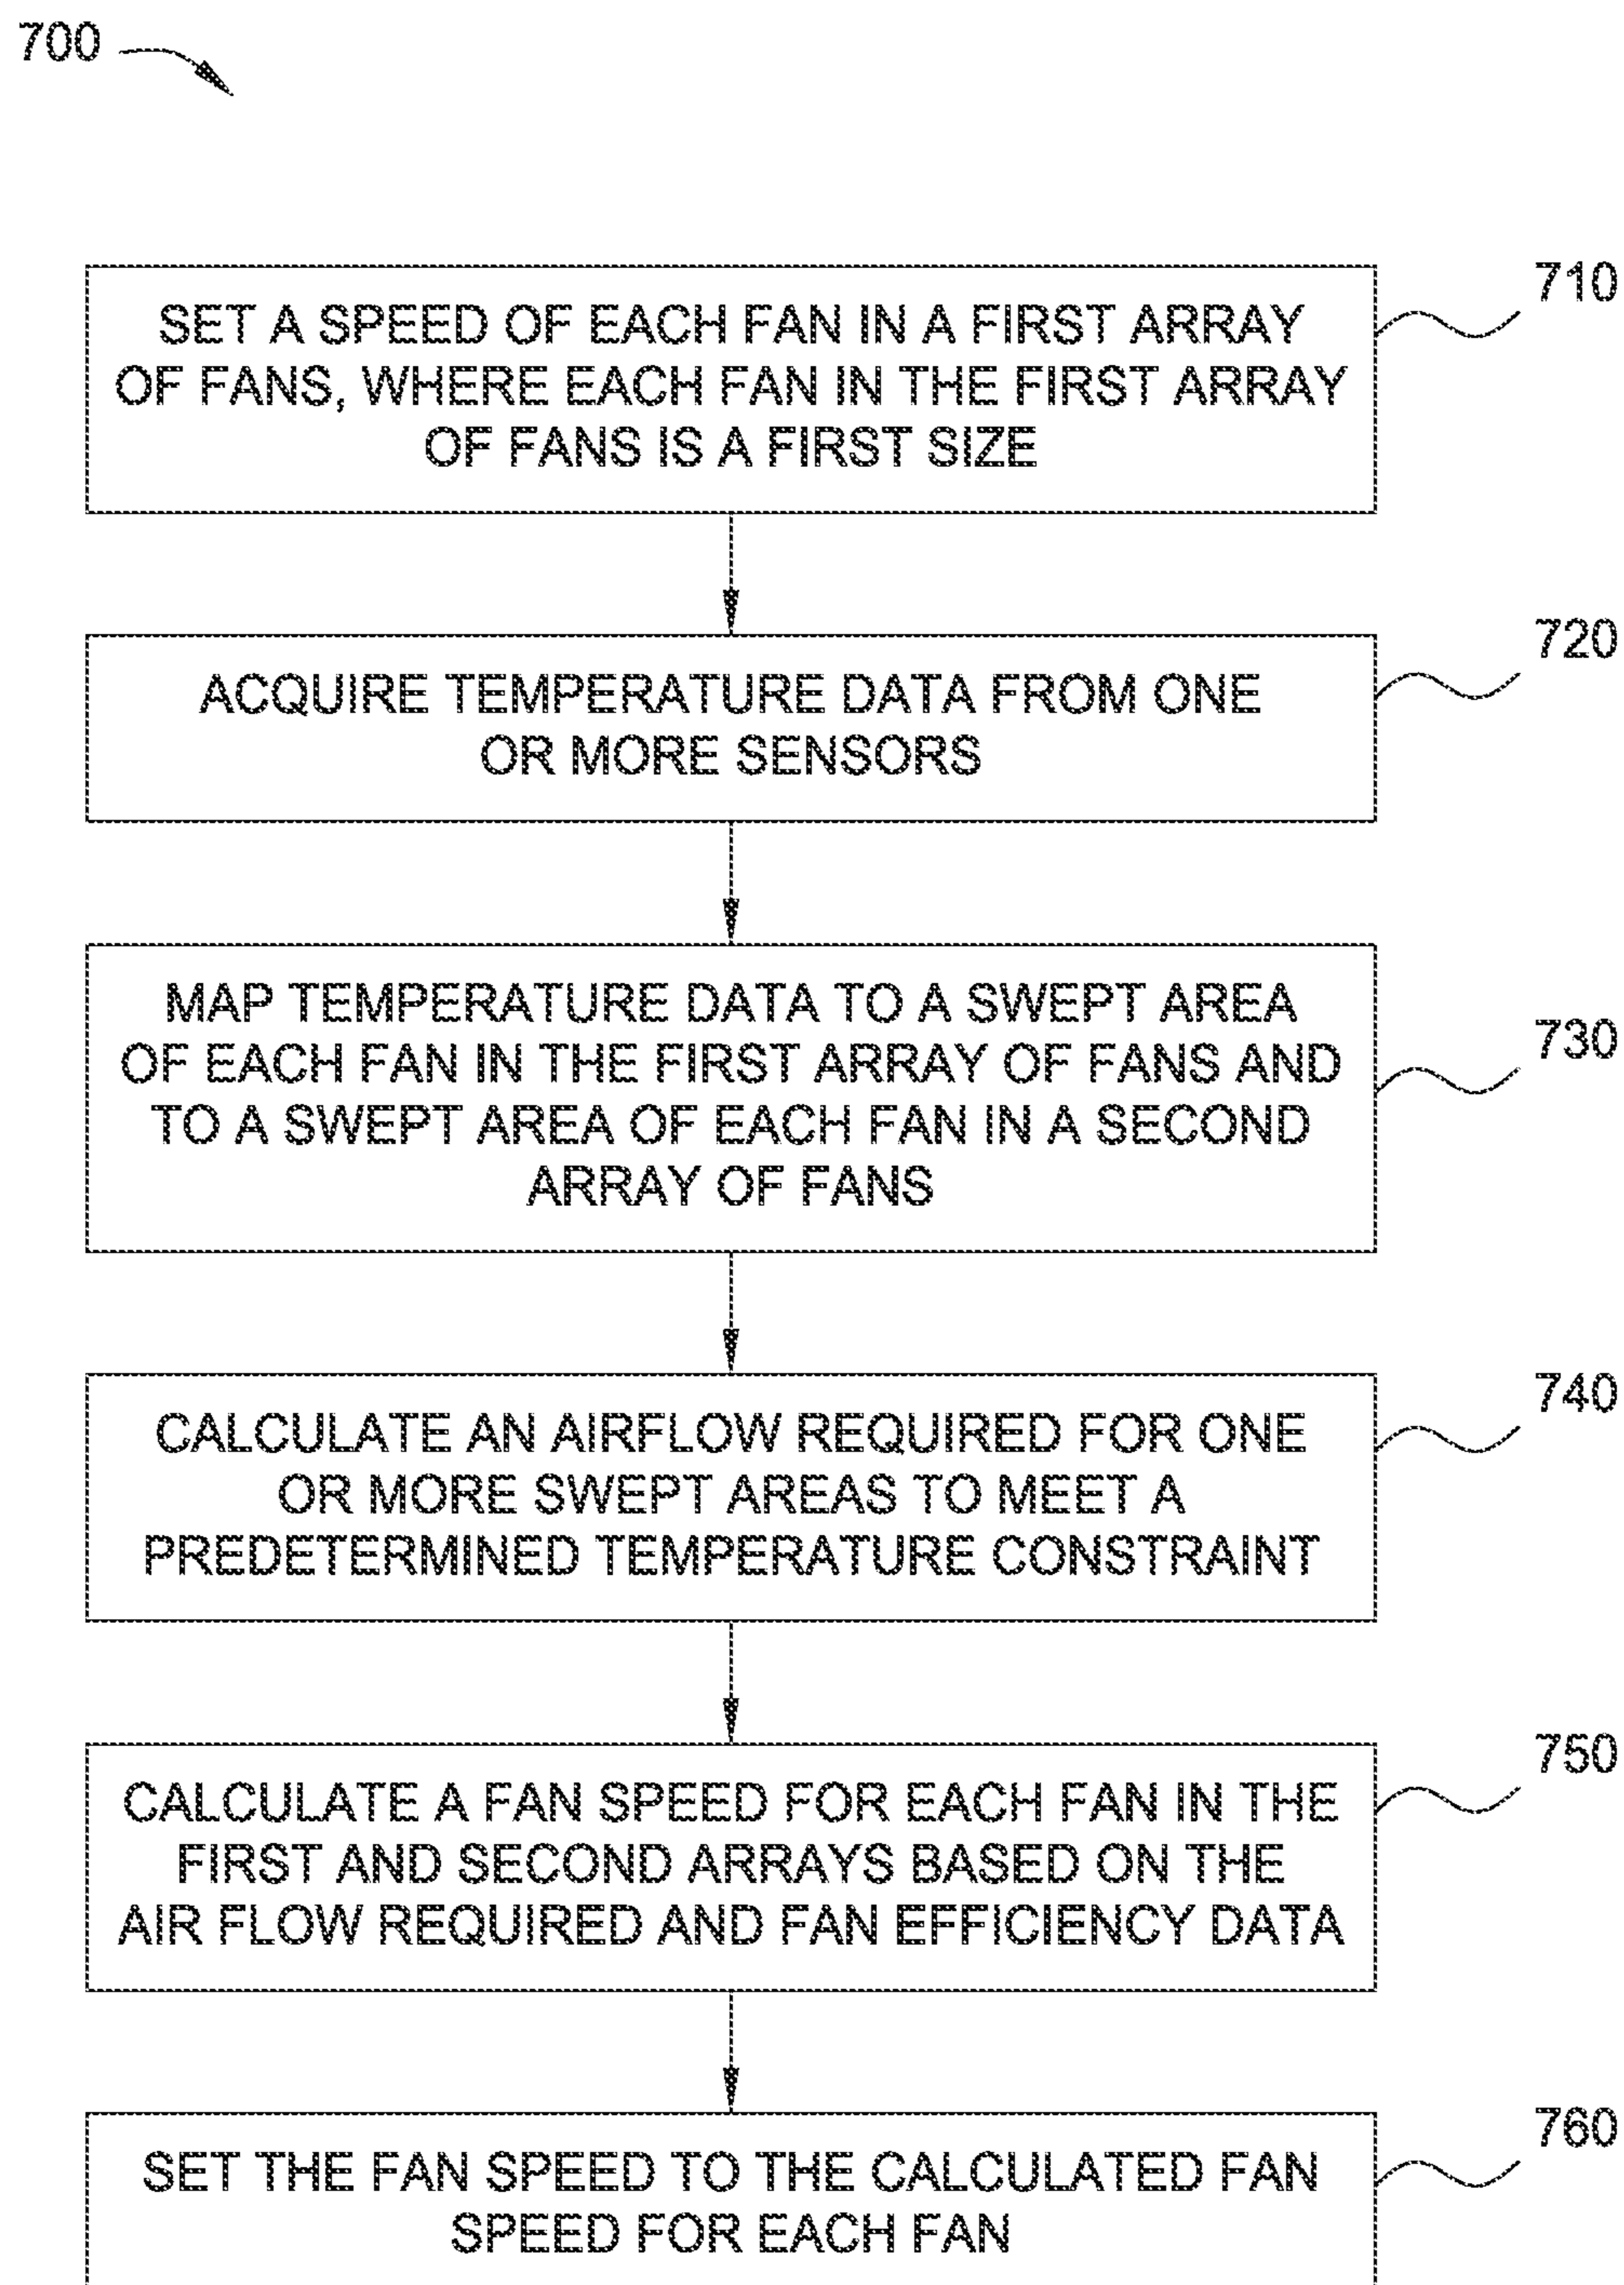 700
710
SET A SPEED OF EACH FAN IN A FIRST ARRAY
OF FANS, WHERE EACH FAN IN THE FIRST ARRAY
OF FANS IS A FIRST SIZE
720
ACQUIRE TEMPERATURE DATA FROM ONE
OR MORE SENSORS
730
MAP TEMPERATURE DATA TO A SWEPT AREA
OF EACH FAN IN THE FIRST ARRAY OF FANS AND
TO A SWEPT AREA OF EACH FAN IN A SECOND
ARRAY OF FANS
740
CALCULATE AN AIRFLOW REQUIRED FOR ONE
OR MORE SWEPT AREAS TO MEET A
PREDETERMINED TEMPERATURE CONSTRAINT
750
CALCULATE A FAN SPEED FOR EACH FAN IN THE
FIRST AND SECOND ARRAYS BASED ON THE
AIR FLOW REQUIRED AND FAN EFFICIENCY DATA
760
SET THE FAN SPEED TO THE CALCULATED FAN
SPEED FOR EACH FAN